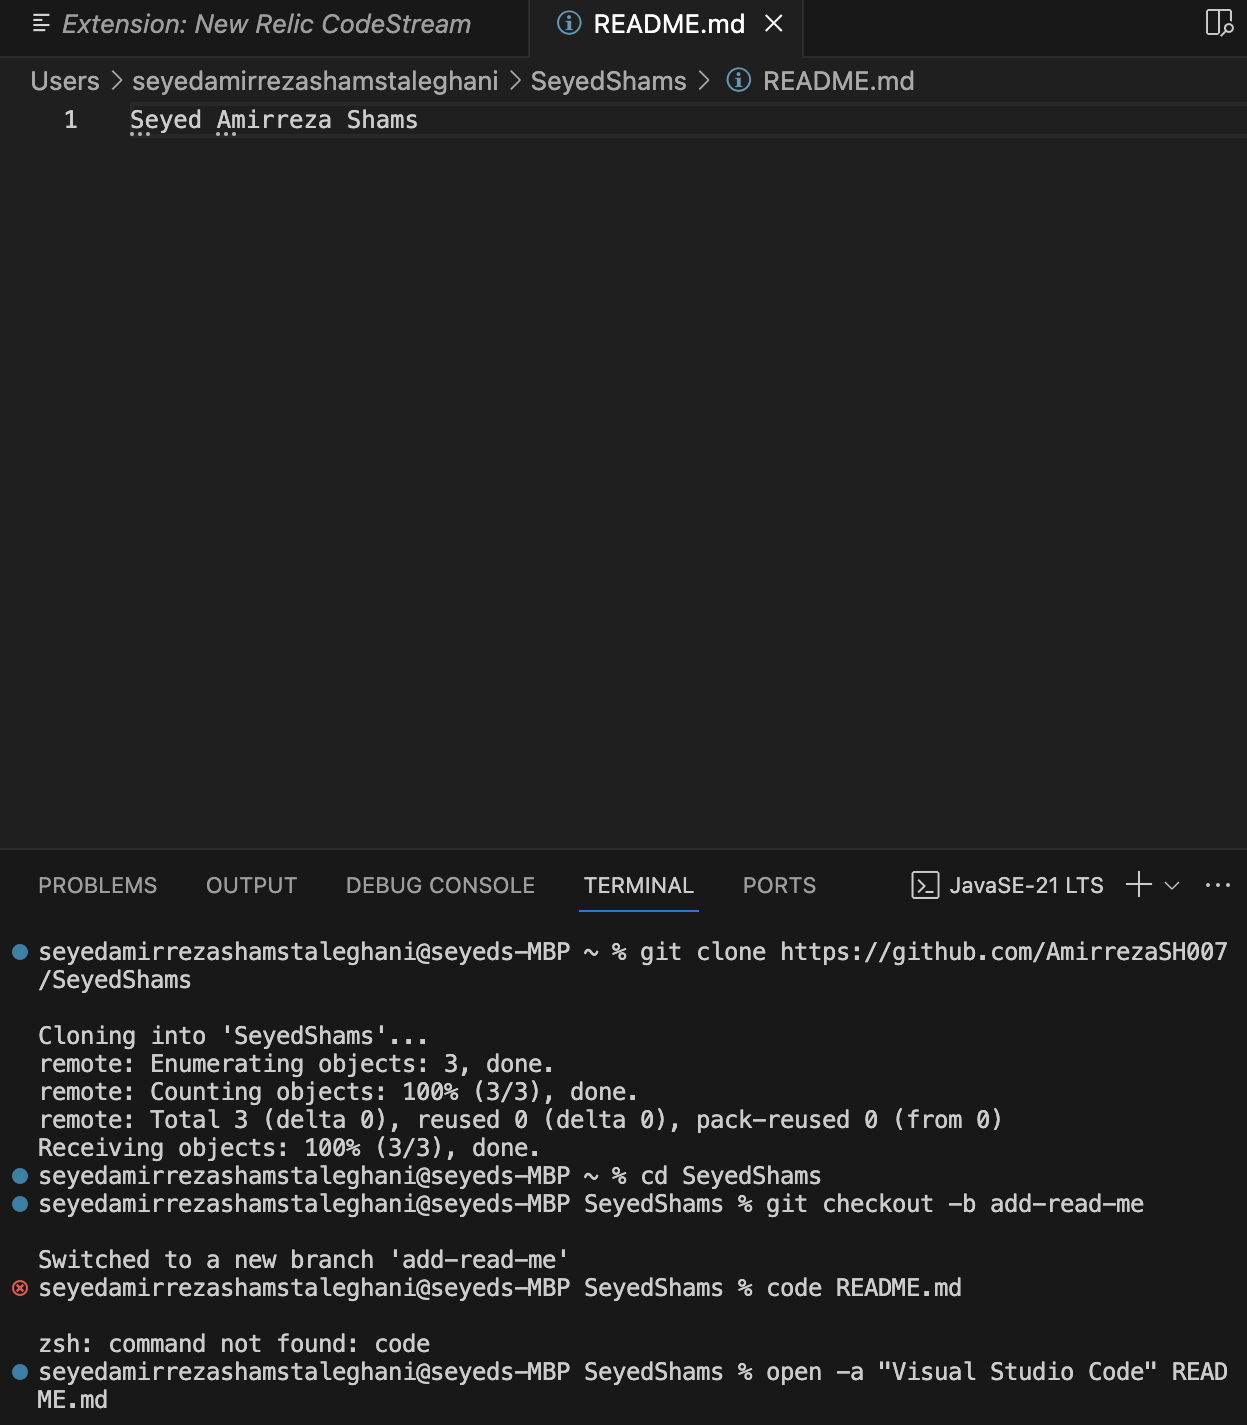 Extension: New Relic CodeStream README.md
Users > seyedamirrezashamstaleghani > SeyedShams > README.md
1 Seyed Amirreza Shams
PROBLEMS OUTPUT DEBUG CONSOLE TERMINAL PORTS JavaSE-21 LTS
seyedamirrezashamstaleghani@seyeds-MBP ~ % git clone https://github.com/AmirrezaSH007
/SeyedShams
Cloning into 'SeyedShams'...
remote: Enumerating objects: 3, done.
remote: Counting objects: 100% (3/3), done.
remote: Total 3 (delta 0), reused 0 (delta 0), pack-reused 0 (from 0)
Receiving objects: 100% (3/3), done.
seyedamirrezashamstaleghani@seyeds-MBP ~ % cd SeyedShams
seyedamirrezashamstaleghani@seyeds-MBP SeyedShams % git checkout -b add-read-me
Switched to a new branch 'add-read-me'
seyedamirrezashamstaleghani@seyeds-MBP SeyedShams % code README.md
zsh: command not found: code
seyedamirrezashamstaleghani@seyeds-MBP SeyedShams % open -a "Visual Studio Code" READ
ME.md